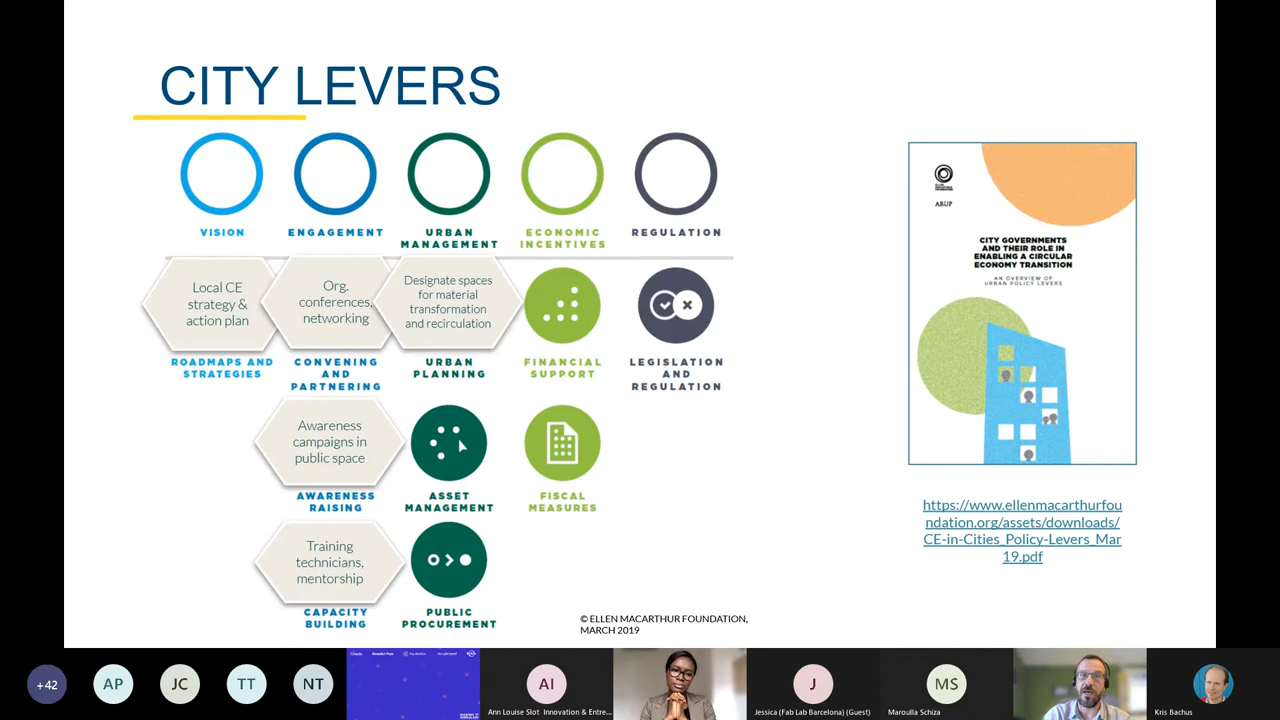 CITY LEVERS
VISION
ENGAGEMENT
URBAN
MANAGEMENT
ECONOMIC
INCENTIVES
REGULATION
Local CE
strategy &
action plan
Org.
conferences,
networking
Designate spaces
for material
transformation
and recirculation
ROADMAPS AND
STRATEGIES
CONVENING
AND
PARTNERING
URBAN
PLANNING
FINANCIAL
SUPPORT
LEGISLATION
AND
REGULATION
Awareness
campaigns in
public space
AWARENESS
RAISING
ASSET
MANAGEMENT
FISCAL
MEASURES
Training
technicians,
mentorship
CAPACITY
BUILDING
PUBLIC
PROCUREMENT
© ELLEN MACARTHUR FOUNDATION,
MARCH 2019
ELLEN
MACARTHUR
FOUNDATION
ARUP
CITY GOVERNMENTS
AND THEIR ROLE IN
ENABLING A CIRCULAR
ECONOMY TRANSITION
AN OVERVIEW OF
URBAN POLICY LEVERS
https://www.ellenmacarthurfou
ndation.org/assets/downloads/
CE-in-Cities_Policy-Levers_Mar
19.pdf
+42
AP
JC
TT
NT
AI
Ann Louise Slot Innovation & Entre...
J
Jessica (Fab Lab Barcelona) (Guest)
MS
Maroulla Schiza
Kris Bachus